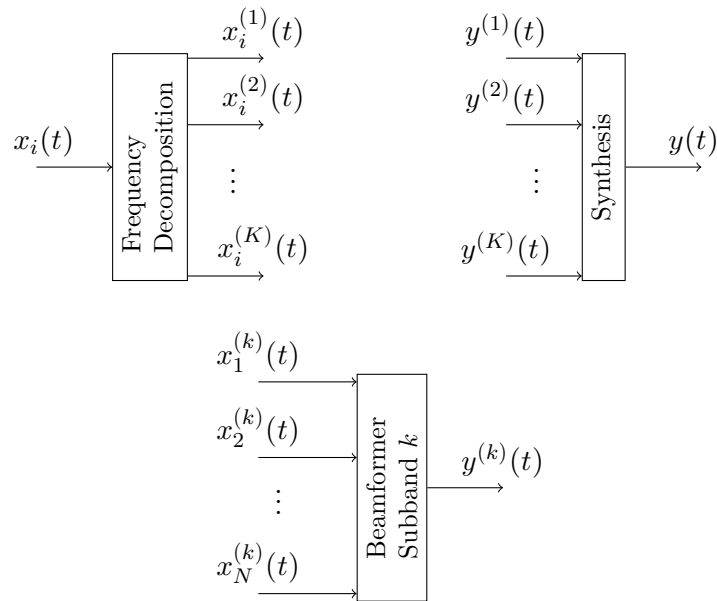 x_i^{(1)}(t)
x_i^{(2)}(t)
⋮
x_i^{(K)}(t)
x_i(t)
Frequency
Decomposition
y^{(1)}(t)
y^{(2)}(t)
⋮
y^{(K)}(t)
Synthesis
y(t)
x_1^{(k)}(t)
x_2^{(k)}(t)
⋮
x_N^{(k)}(t)
Beamformer
Subband k
y^{(k)}(t)